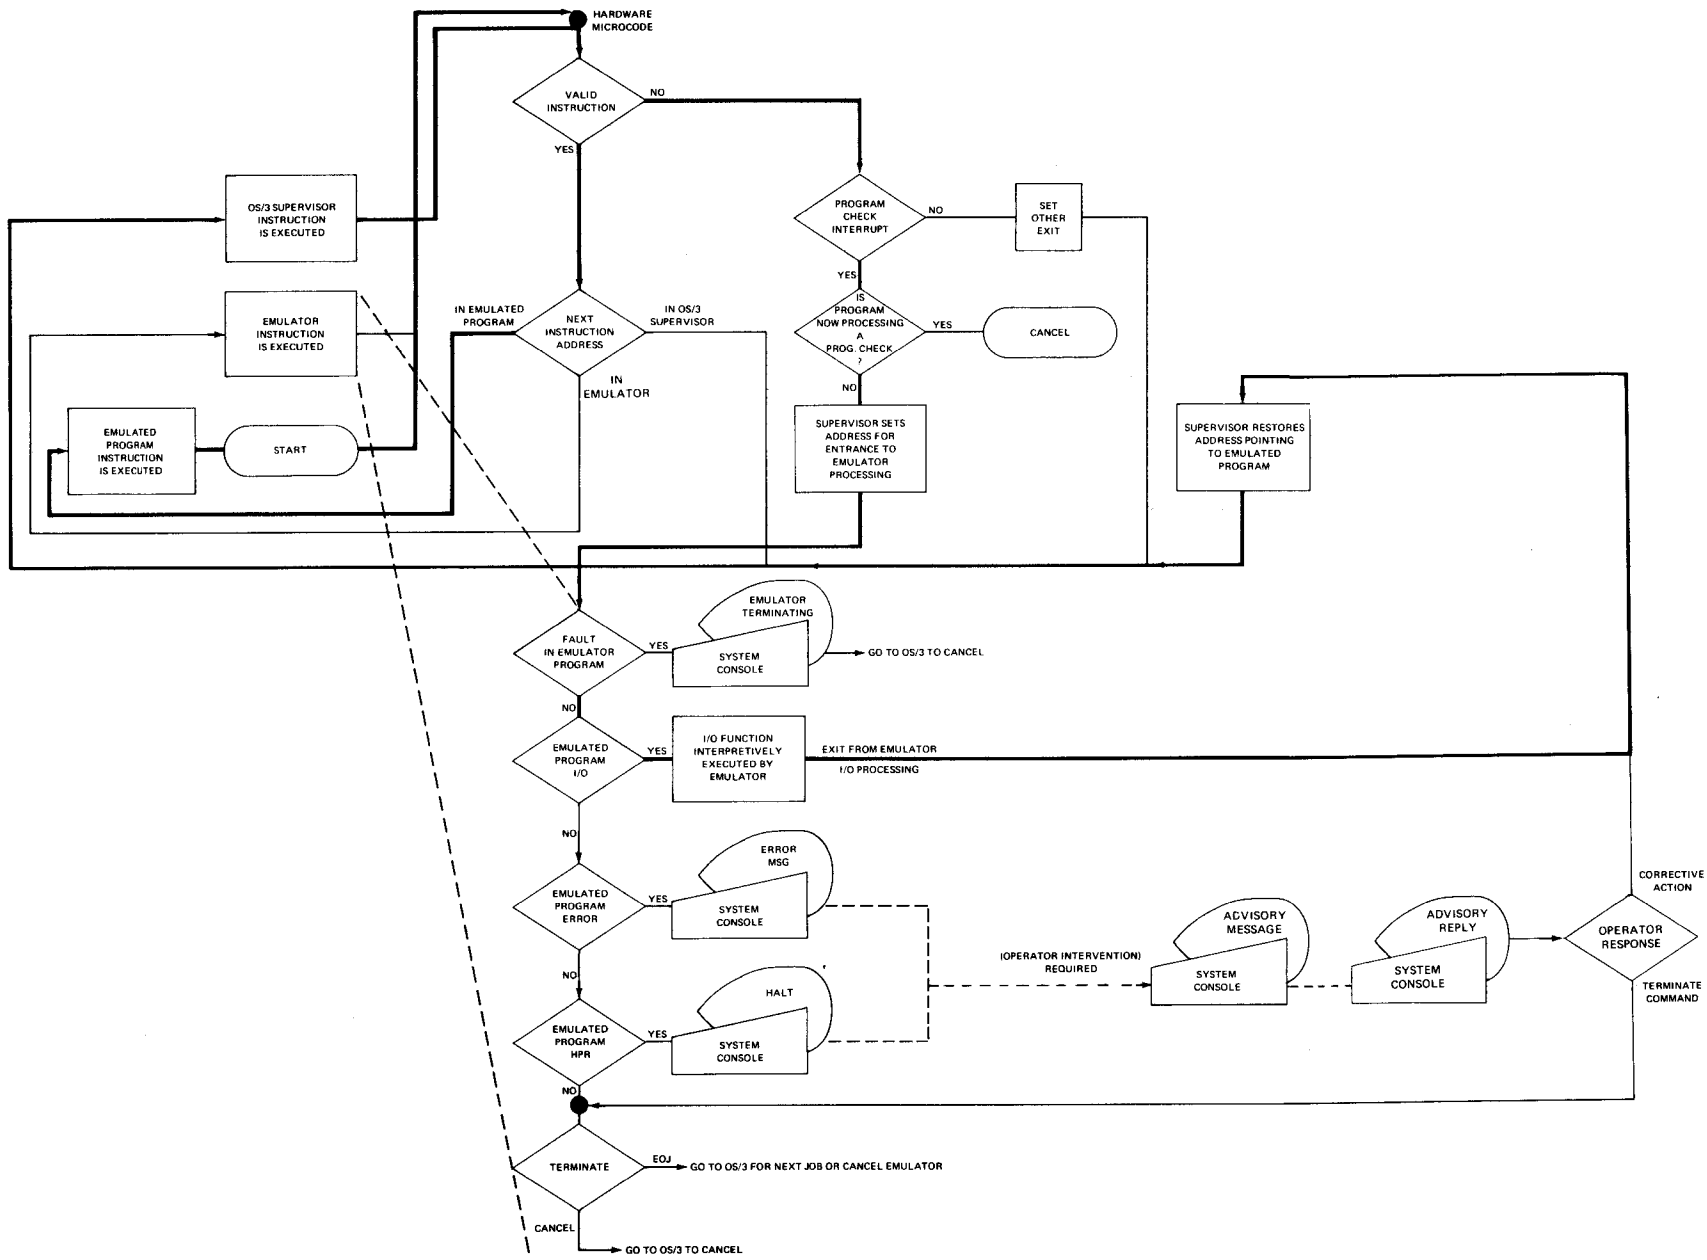 HARDWARE
MICROCODE
VALID
INSTRUCTION
NO
YES
OS/3 SUPERVISOR
INSTRUCTION
IS EXECUTED
PROGRAM
CHECK
INTERRUPT
NO
SET
OTHER
EXIT
YES
EMULATOR
INSTRUCTION
IS EXECUTED
IN EMULATED
PROGRAM
NEXT
INSTRUCTION
ADDRESS
IN OS/3
SUPERVISOR
IN
EMULATOR
IS
PROGRAM
NOW PROCESSING
A
PROG. CHECK
?
YES
CANCEL
NO
EMULATED
PROGRAM
INSTRUCTION
IS EXECUTED
START
SUPERVISOR SETS
ADDRESS FOR
ENTRANCE TO
EMULATOR
PROCESSING
SUPERVISOR RESTORES
ADDRESS POINTING
TO EMULATED
PROGRAM
FAULT
IN EMULATOR
PROGRAM
YES
EMULATOR
TERMINATING
SYSTEM
CONSOLE
GO TO OS/3 TO CANCEL
NO
EMULATED
PROGRAM
I/O
YES
I/O FUNCTION
INTERPRETIVELY
EXECUTED BY
EMULATOR
EXIT FROM EMULATOR
I/O PROCESSING
NO
EMULATED
PROGRAM
ERROR
YES
ERROR
MSG
SYSTEM
CONSOLE
NO
EMULATED
PROGRAM
HPR
YES
HALT
SYSTEM
CONSOLE
(OPERATOR INTERVENTION)
REQUIRED
ADVISORY
MESSAGE
SYSTEM
CONSOLE
ADVISORY
REPLY
SYSTEM
CONSOLE
CORRECTIVE
ACTION
OPERATOR
RESPONSE
TERMINATE
COMMAND
NO
TERMINATE
EOJ
GO TO OS/3 FOR NEXT JOB OR CANCEL EMULATOR
CANCEL
GO TO OS/3 TO CANCEL